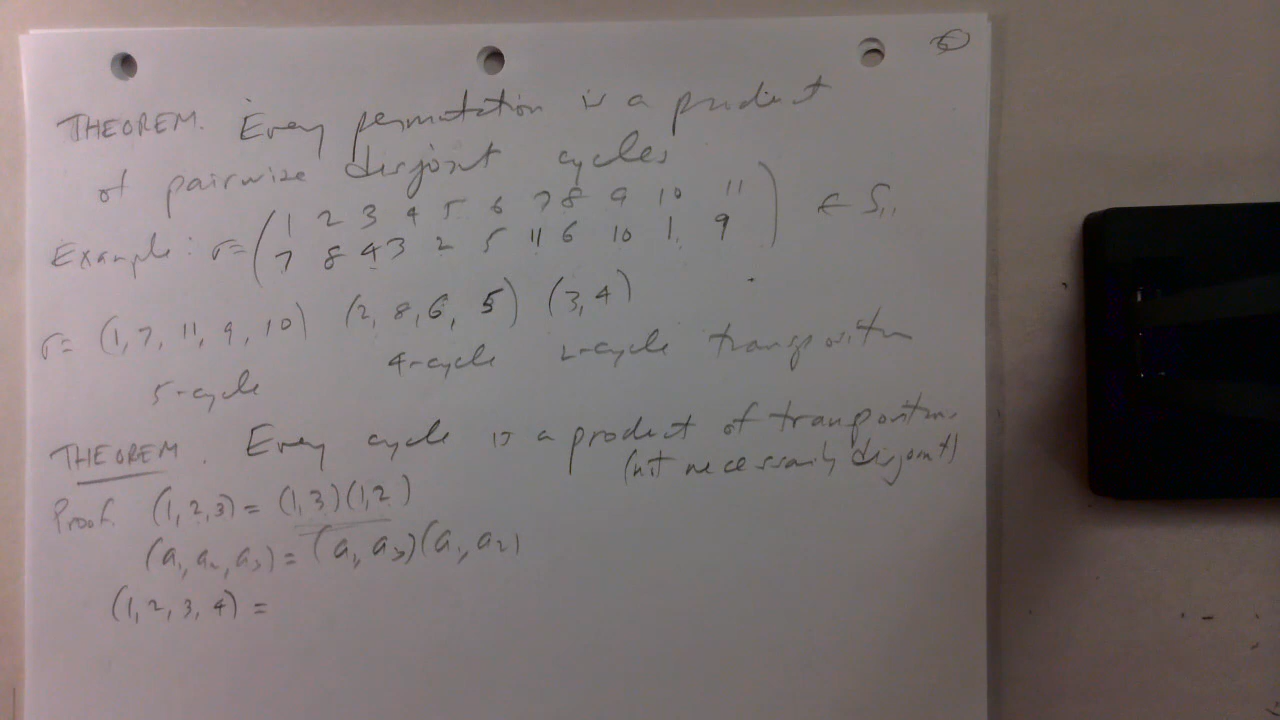 5
THEOREM. Every permutation is a product
of pairwise disjoint cycles
Example: σ = ( 1 2 3 4 5 6 7 8 9 10 11 ) ∈ S11
7 8 4 3 2 5 11 6 10 1 9
σ = (1, 7, 11, 9, 10) (2, 8, 6, 5) (3, 4)
5-cycle 4-cycle 2-cycle transposition
THEOREM. Every cycle is a product of transpositions
(not necessarily disjoint)
Proof. (1, 2, 3) = (1, 3)(1, 2)
(a1, a2, a3) = (a1, a3)(a1, a2)
(1, 2, 3, 4) =